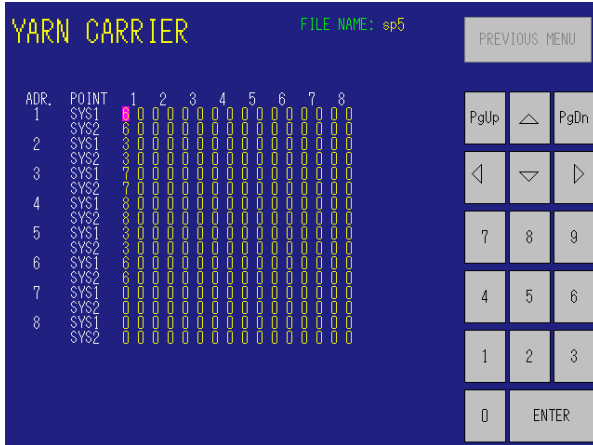 YARN CARRIER
FILE NAME: sp5
PREVIOUS MENU
ADR. POINT 1 2 3 4 5 6 7 8
1 SYS1 6 0 0 0 0 0 0 0 0 0 0 0 0 0 0 0
SYS2 6 0 0 0 0 0 0 0 0 0 0 0 0 0 0 0
2 SYS1 3 0 0 0 0 0 0 0 0 0 0 0 0 0 0 0
SYS2 3 0 0 0 0 0 0 0 0 0 0 0 0 0 0 0
3 SYS1 7 0 0 0 0 0 0 0 0 0 0 0 0 0 0 0
SYS2 7 0 0 0 0 0 0 0 0 0 0 0 0 0 0 0
4 SYS1 8 0 0 0 0 0 0 0 0 0 0 0 0 0 0 0
SYS2 8 0 0 0 0 0 0 0 0 0 0 0 0 0 0 0
5 SYS1 3 0 0 0 0 0 0 0 0 0 0 0 0 0 0 0
SYS2 3 0 0 0 0 0 0 0 0 0 0 0 0 0 0 0
6 SYS1 6 0 0 0 0 0 0 0 0 0 0 0 0 0 0 0
SYS2 6 0 0 0 0 0 0 0 0 0 0 0 0 0 0 0
7 SYS1 0 0 0 0 0 0 0 0 0 0 0 0 0 0 0 0
SYS2 0 0 0 0 0 0 0 0 0 0 0 0 0 0 0 0
8 SYS1 0 0 0 0 0 0 0 0 0 0 0 0 0 0 0 0
SYS2 0 0 0 0 0 0 0 0 0 0 0 0 0 0 0 0
PgUp PgDn
7 8 9
4 5 6
1 2 3
0 ENTER